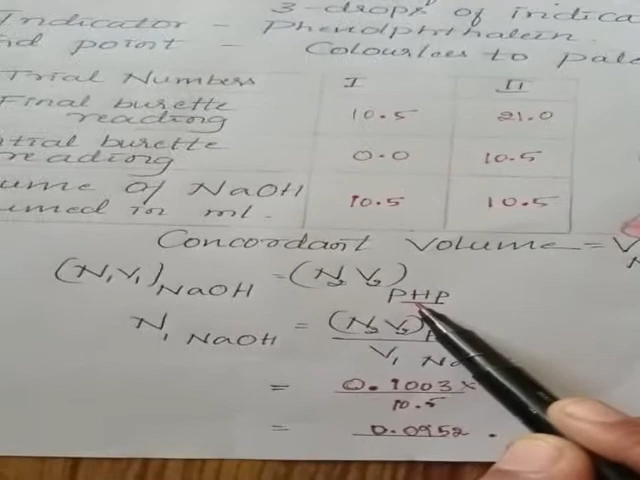 3-drops of indica
Indicator - Phenolphthalein.
nd point - Colourless to pale
Trial Numbers I II
Final burette reading 10.5 21.0
itial burette reading 0.0 10.5
ume of NaOH umed in ml. 10.5 10.5
Concordant Volume = V
(N₁V₁)NaOH = (N₂V₂)PHP
N₁ NaOH = (N₂V₂)P
V₁ Na
= 0.1003 x
10.5
= 0.0952